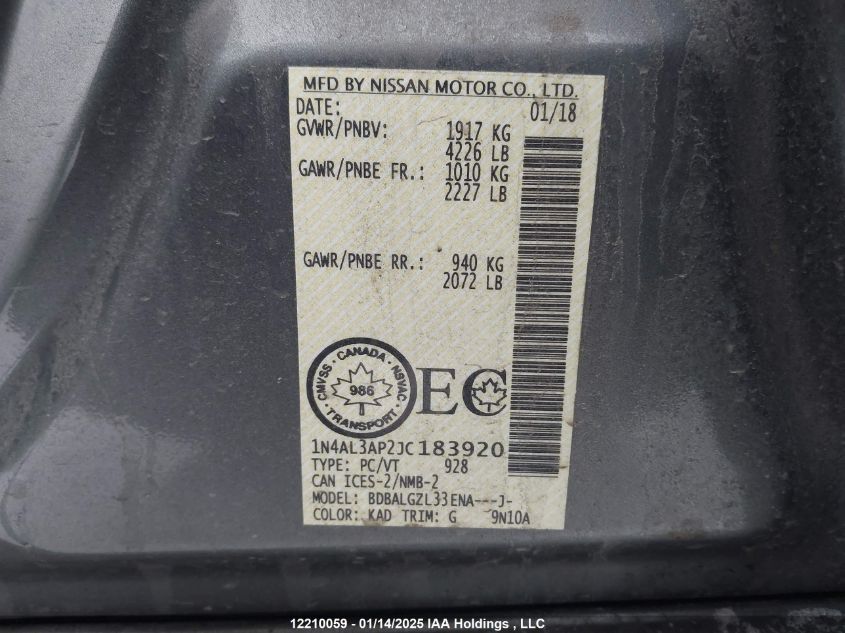 MFD BY NISSAN MOTOR CO., LTD.
DATE: 01/18
GVWR/PNBV: 1917 KG
4226 LB
GAWR/PNBE FR.: 1010 KG
2227 LB
GAWR/PNBE RR.: 940 KG
2072 LB
CMVSS · CANADA · NSVAC
986
· TRANSPORT ·
EC
1N4AL3AP2JC183920
TYPE: PC/VT 928
CAN ICES-2/NMB-2
MODEL: BDBALGZL33ENA---J-
COLOR: KAD TRIM: G 9N10A
12210059 - 01/14/2025 IAA Holdings , LLC